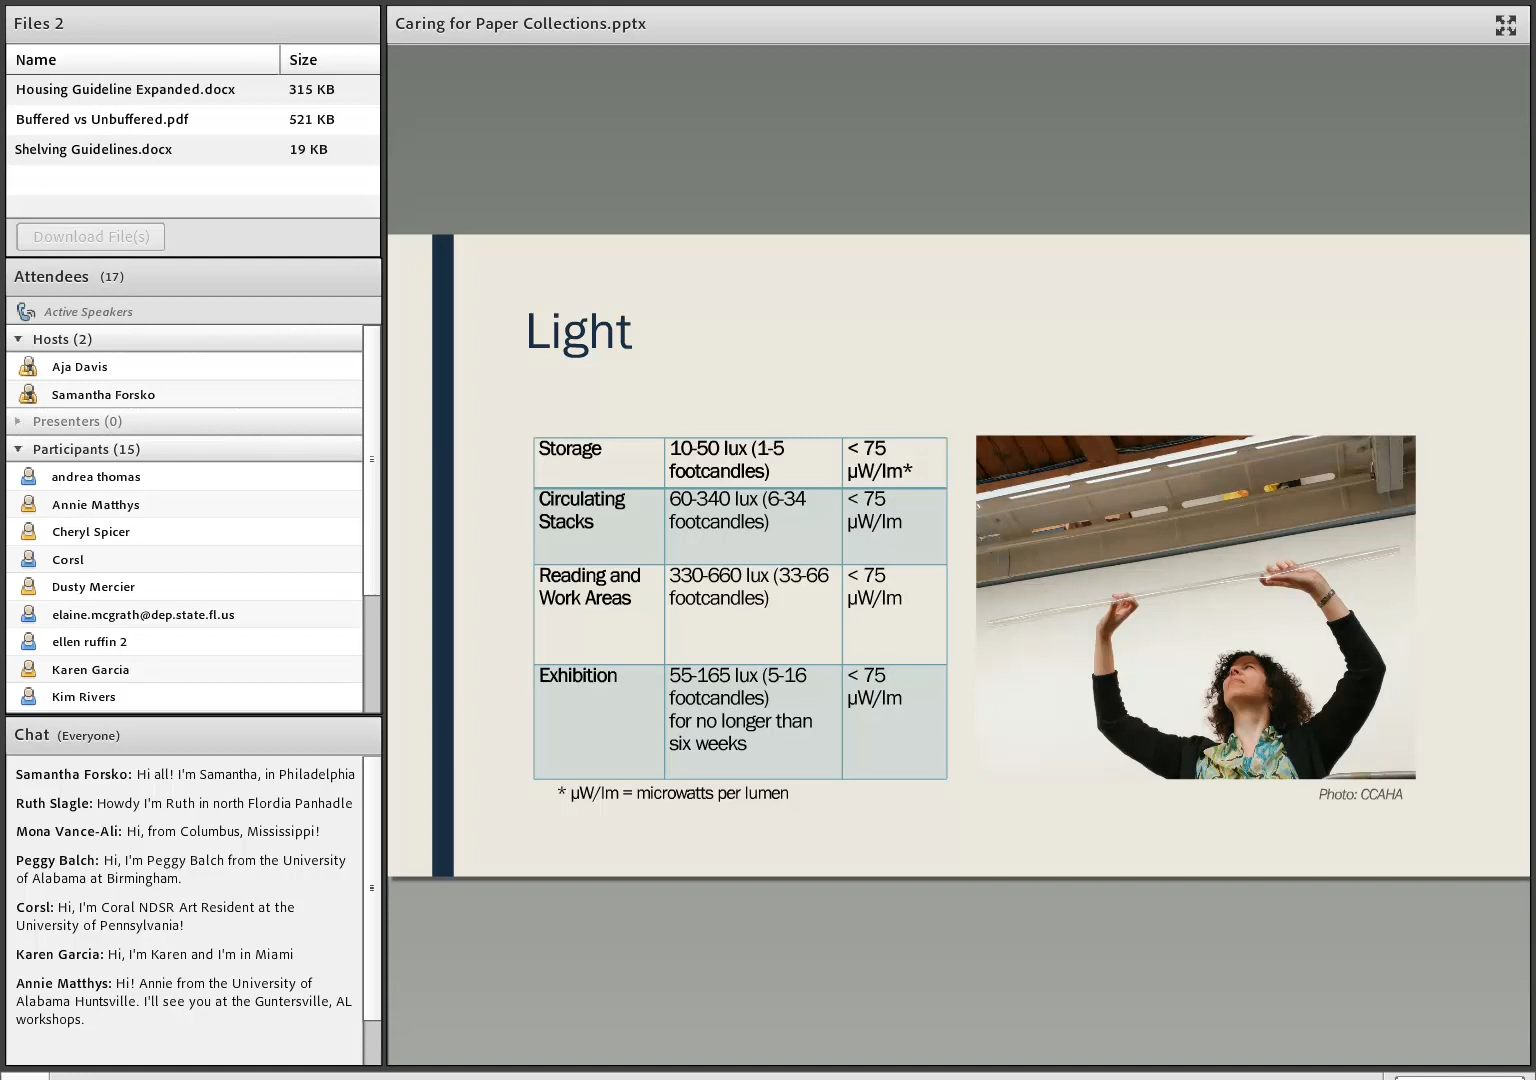 Files 2
Name Size
Housing Guideline Expanded.docx 315 KB
Buffered vs Unbuffered.pdf 521 KB
Shelving Guidelines.docx 19 KB
Download File(s)
Attendees (17)
Active Speakers
Hosts (2)
Aja Davis
Samantha Forsko
Presenters (0)
Participants (15)
andrea thomas
Annie Matthys
Cheryl Spicer
Corsl
Dusty Mercier
elaine.mcgrath@dep.state.fl.us
ellen ruffin 2
Karen Garcia
Kim Rivers
Chat (Everyone)
Samantha Forsko: Hi all! I'm Samantha, in Philadelphia
Ruth Slagle: Howdy I'm Ruth in north Flordia Panhadle
Mona Vance-Ali: Hi, from Columbus, Mississippi!
Peggy Balch: Hi, I'm Peggy Balch from the University
of Alabama at Birmingham.
Corsl: Hi, I'm Coral NDSR Art Resident at the
University of Pennsylvania!
Karen Garcia: Hi, I'm Karen and I'm in Miami
Annie Matthys: Hi! Annie from the University of
Alabama Huntsville. I'll see you at the Guntersville, AL
workshops.
Caring for Paper Collections.pptx
Light
Storage 10-50 lux (1-5 < 75
footcandles) µW/lm*
Circulating 60-340 lux (6-34 < 75
Stacks footcandles) µW/lm
Reading and 330-660 lux (33-66 < 75
Work Areas footcandles) µW/lm
Exhibition 55-165 lux (5-16 < 75
footcandles) µW/lm
for no longer than
six weeks
* µW/lm = microwatts per lumen
Photo: CCAHA